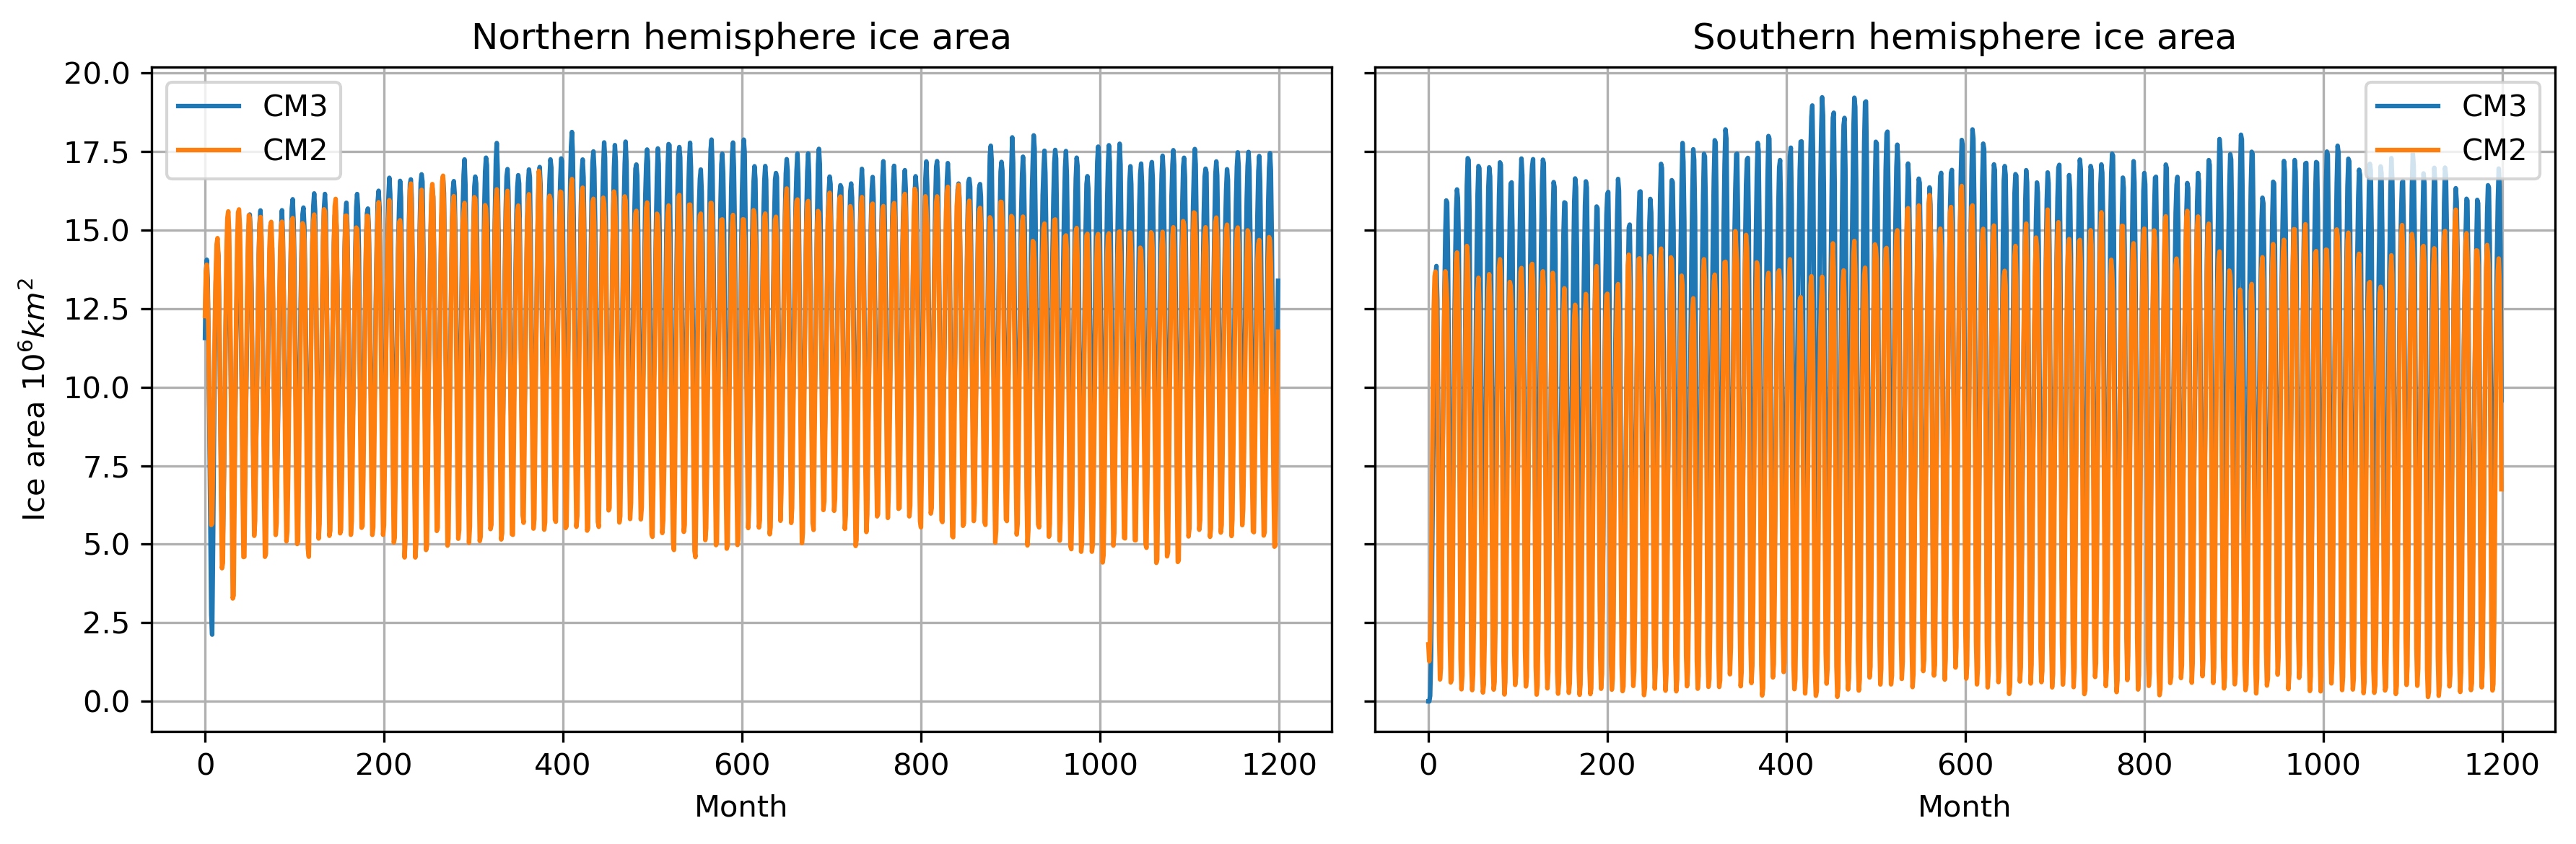 Northern hemisphere ice area
Southern hemisphere ice area
CM3
CM2
CM3
CM2
Ice area 10⁶km²
20.0
17.5
15.0
12.5
10.0
7.5
5.0
2.5
0.0
0 200 400 600 800 1000 1200
0 200 400 600 800 1000 1200
Month
Month